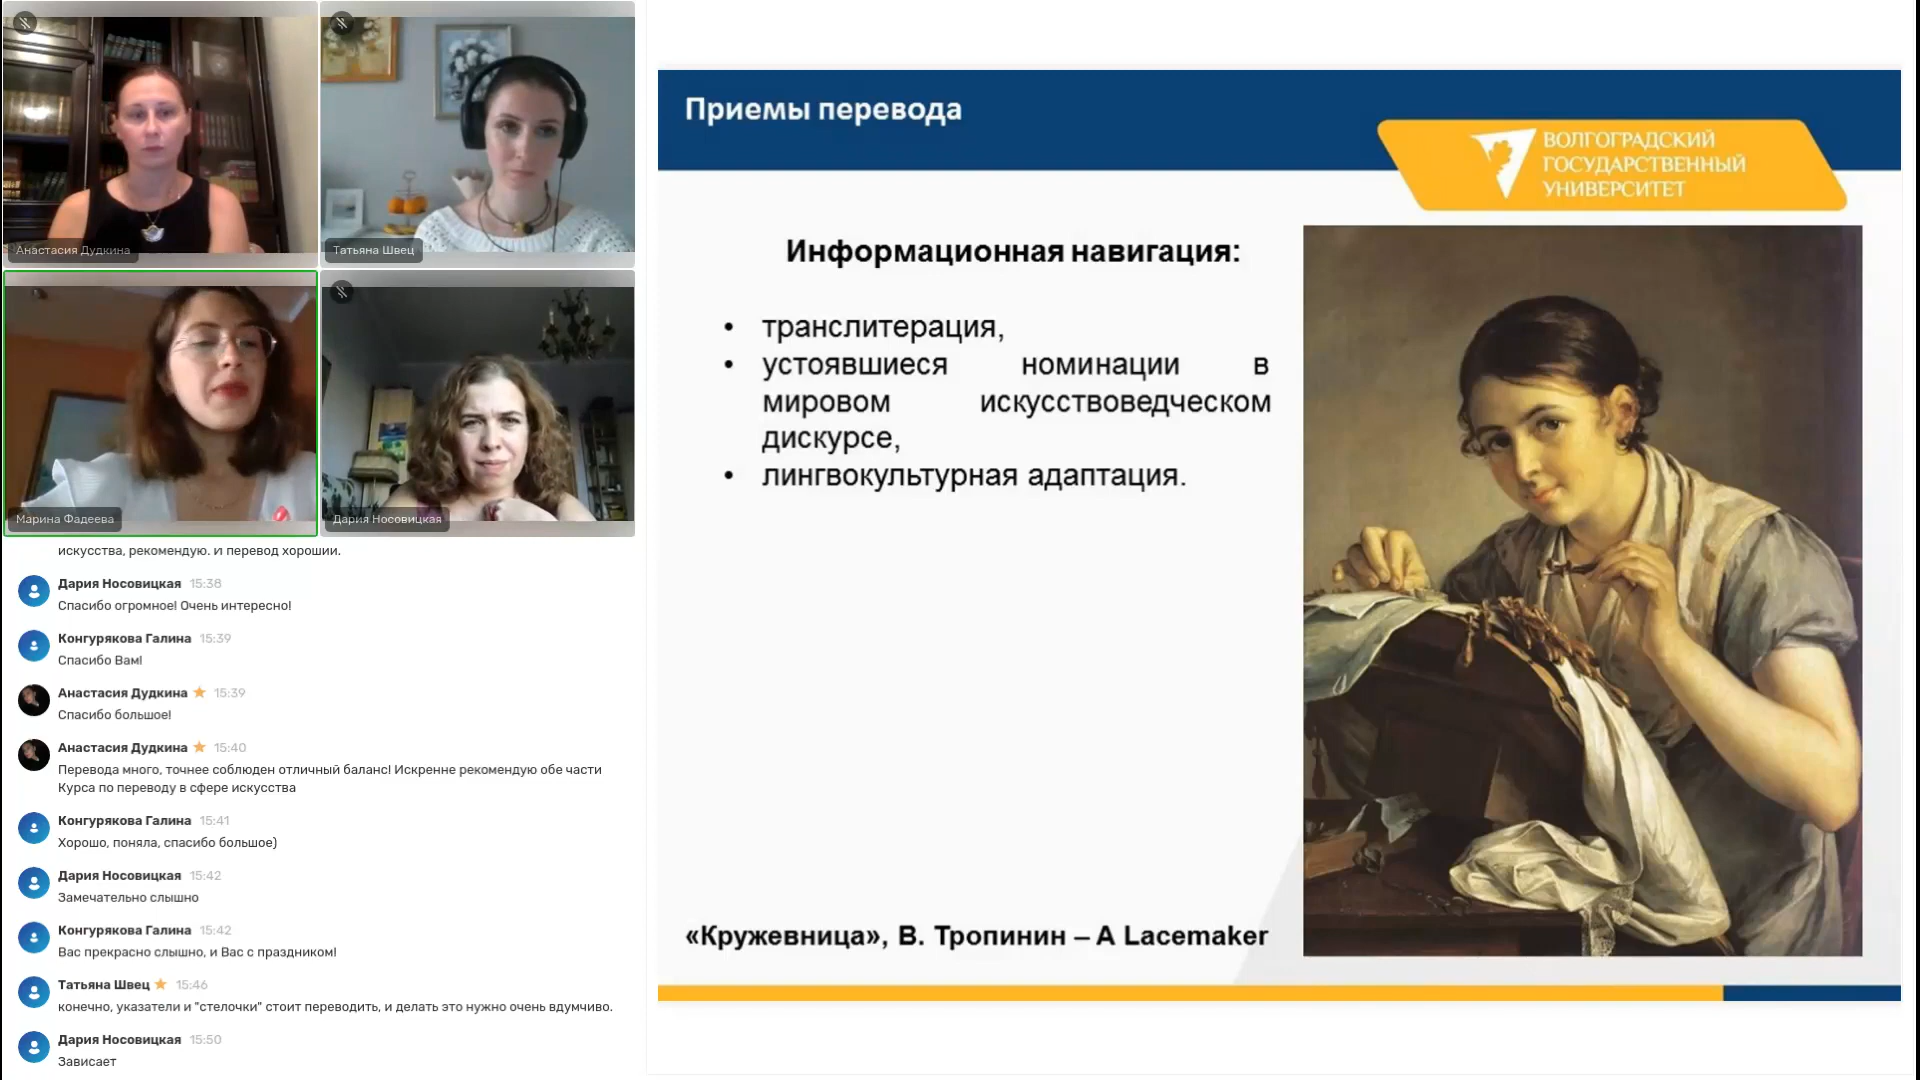 Анастасия Дудкина
Татьяна Швец
Марина Фадеева
Дария Носовицкая
искусства, рекомендую. И перевод хороший.
Дария Носовицкая 15:38
Спасибо огромное! Очень интересно!
Конгурякова Галина 15:39
Спасибо Вам!
Анастасия Дудкина 15:39
Спасибо большое!
Анастасия Дудкина 15:40
Перевода много, точнее соблюден отличный баланс! Искренне рекомендую обе части
Курса по переводу в сфере искусства
Конгурякова Галина 15:41
Хорошо, поняла, спасибо большое)
Дария Носовицкая 15:42
Замечательно слышно
Конгурякова Галина 15:42
Вас прекрасно слышно, и Вас с праздником!
Татьяна Швец 15:46
конечно, указатели и "стелочки" стоит переводить, и делать это нужно очень вдумчиво.
Дария Носовицкая 15:50
Зависает
Приемы перевода
ВОЛГОГРАДСКИЙ
ГОСУДАРСТВЕННЫЙ
УНИВЕРСИТЕТ
Информационная навигация:
• транслитерация,
• устоявшиеся номинации в
мировом искусствоведческом
дискурсе,
• лингвокультурная адаптация.
«Кружевница», В. Тропинин – A Lacemaker